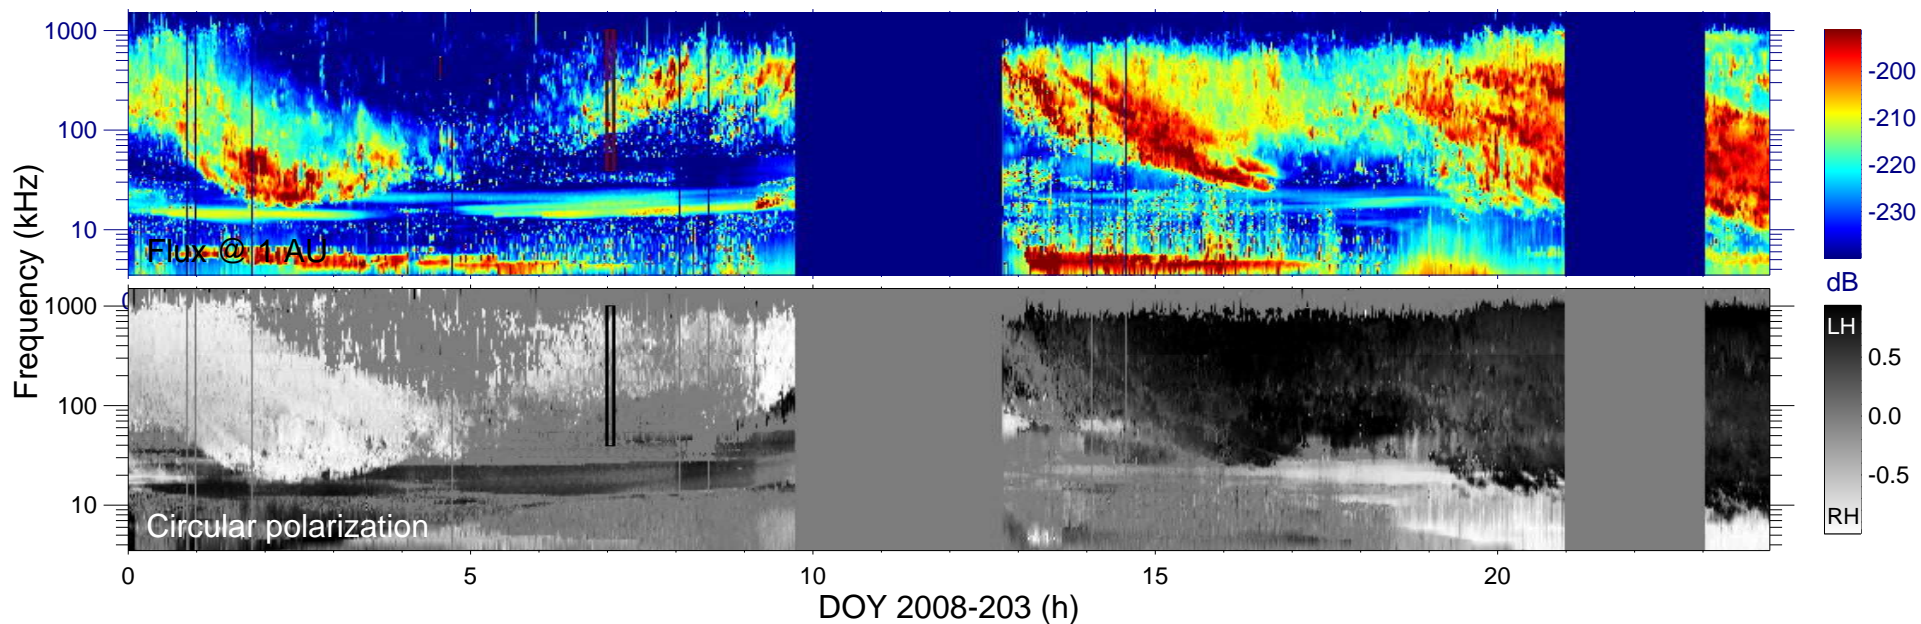 1000
100
10
Flux @ 1 AU
-200
-210
-220
-230
dB
Frequency (kHz)
0
1000
100
10
Circular polarization
LH
0.5
0.0
-0.5
RH
0
5
10
15
20
DOY 2008-203 (h)